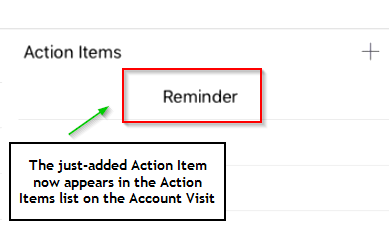 Action Items
Reminder
The just-added Action Item
now appears in the Action
Items list on the Account Visit